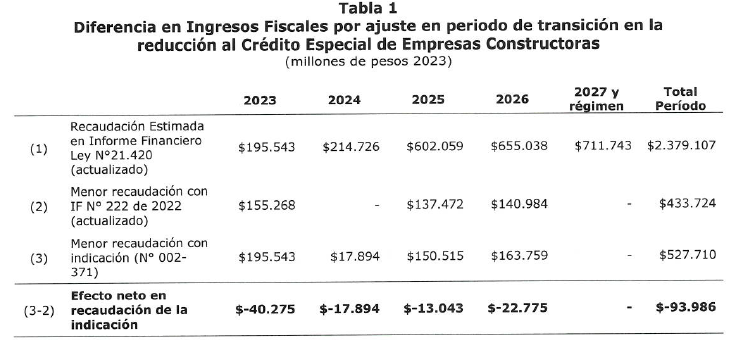 Tabla 1
Diferencia en Ingresos Fiscales por ajuste en periodo de transición en la
reducción al Crédito Especial de Empresas Constructoras
(millones de pesos 2023)
2023 2024 2025 2026 2027 y régimen Total Período
(1) Recaudación Estimada en Informe Financiero Ley N°21.420 (actualizado) $195.543 $214.726 $602.059 $655.038 $711.743 $2.379.107
(2) Menor recaudación con IF N° 222 de 2022 (actualizado) $155.268 - $137.472 $140.984 - $433.724
(3) Menor recaudación con indicación (N° 002-371) $195.543 $17.894 $150.515 $163.759 - $527.710
(3-2) Efecto neto en recaudación de la indicación $-40.275 $-17.894 $-13.043 $-22.775 - $-93.986